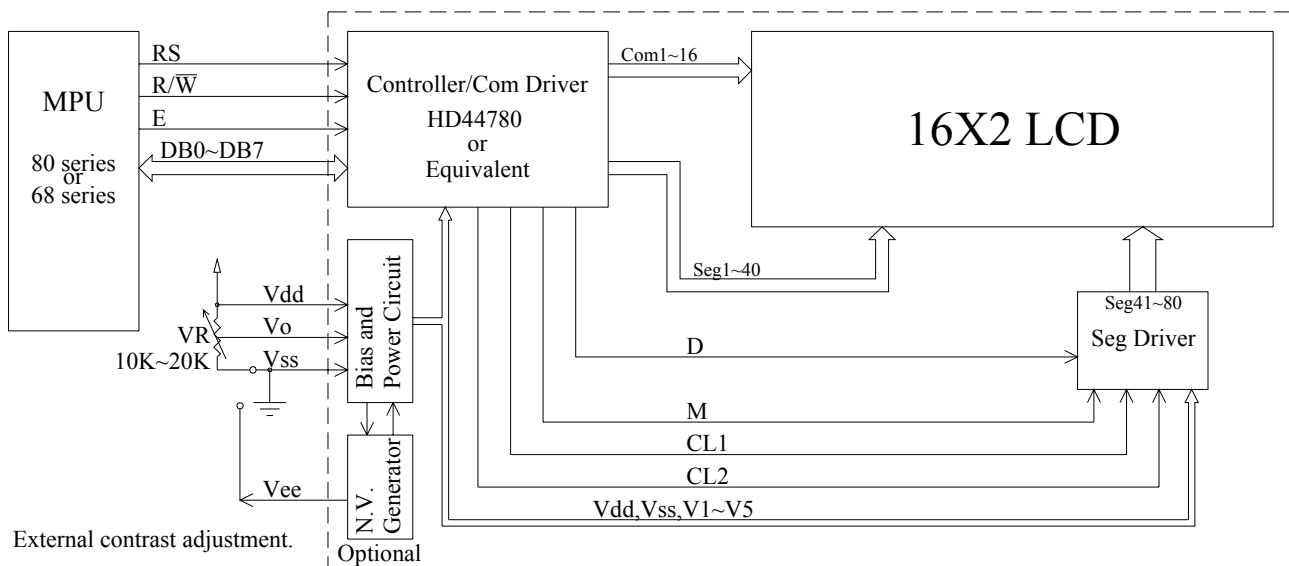 MPU
80 series
or
68 series
RS
R/W̅
E
DB0~DB7
Controller/Com Driver
HD44780
or
Equivalent
Com1~16
16X2 LCD
Seg1~40
Seg41~80
Seg Driver
Vdd
Vo
VR
10K~20K
Vss
Bias and
Power Circuit
D
M
CL1
CL2
Vdd,Vss,V1~V5
Vee
N.V.
Generator
Optional
External contrast adjustment.